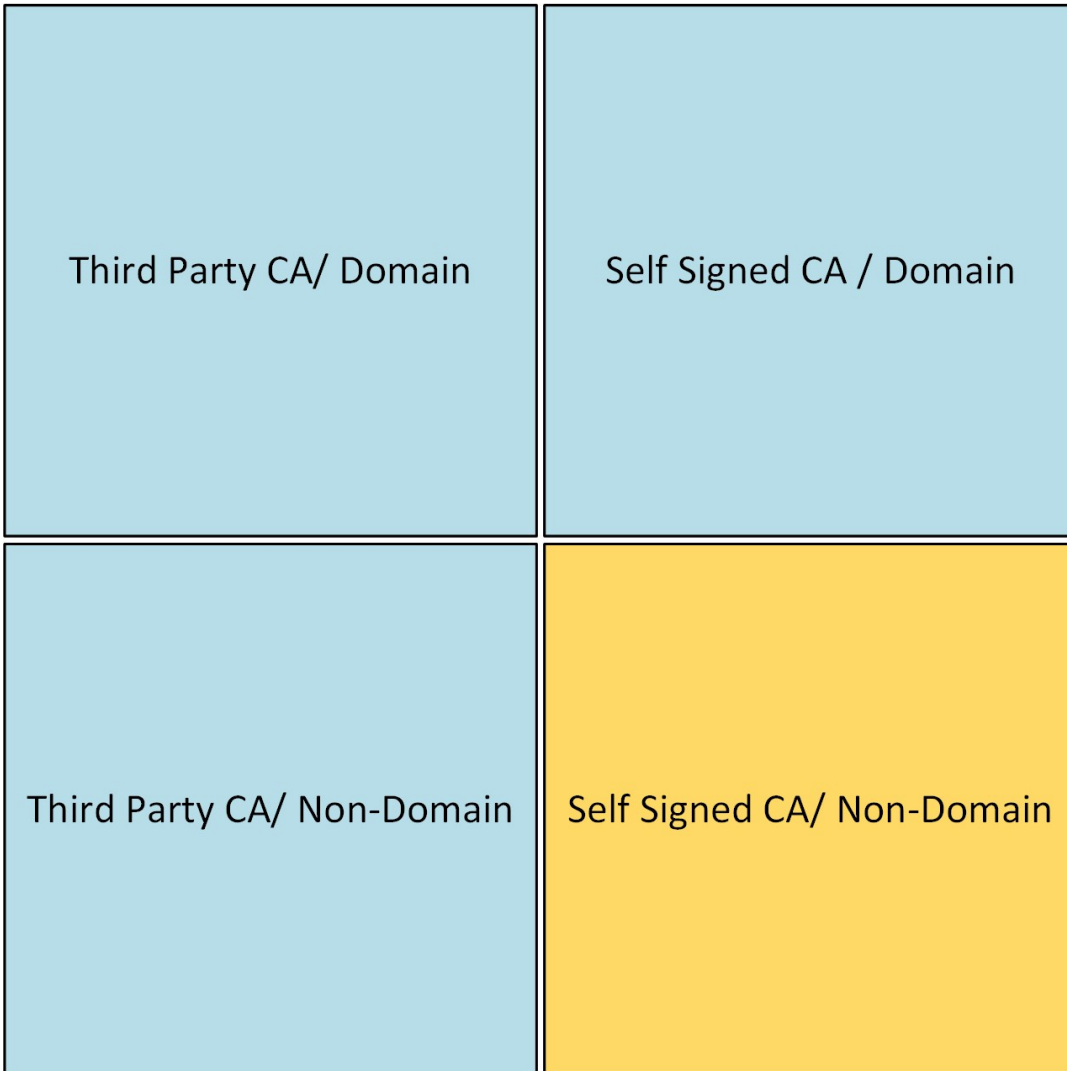 Third Party CA/ Domain
Self Signed CA / Domain
Third Party CA/ Non-Domain
Self Signed CA/ Non-Domain